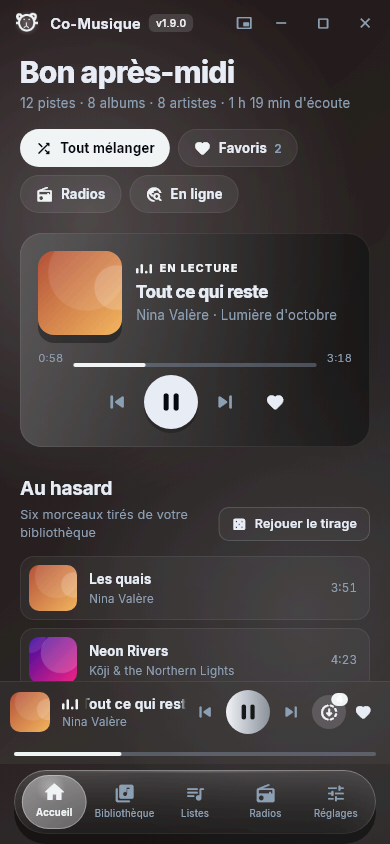 Co-Musique v1.9.0
Bon après-midi
12 pistes · 8 albums · 8 artistes · 1 h 19 min d'écoute
Tout mélanger
Favoris 2
Radios
En ligne
EN LECTURE
Tout ce qui reste
Nina Valère · Lumière d'octobre
0:58
3:18
Au hasard
Six morceaux tirés de votre
bibliothèque
Rejouer le tirage
Les quais
Nina Valère
3:51
Neon Rivers
Kōji & the Northern Lights
4:23
Tout ce qui rest
Nina Valère
Accueil
Bibliothèque
Listes
Radios
Réglages